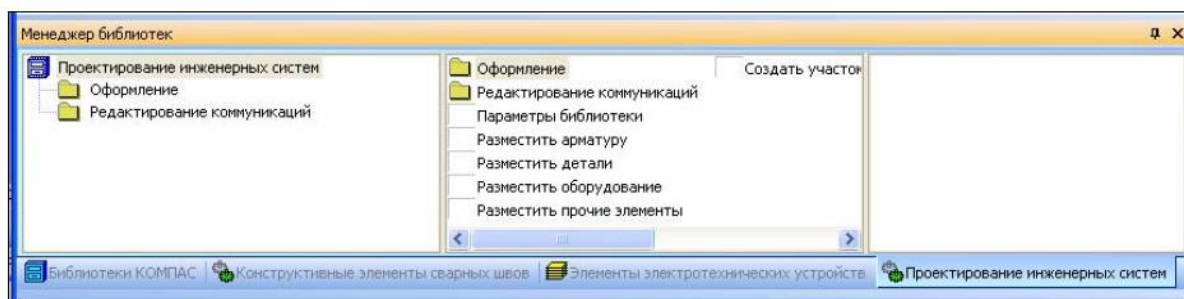 Менеджер библиотек
Проектирование инженерных систем
Оформление
Редактирование коммуникаций
Оформление
Редактирование коммуникаций
Параметры библиотеки
Разместить арматуру
Разместить детали
Разместить оборудование
Разместить прочие элементы
Создать участок
Библиотеки КОМПАС
Конструктивные элементы сварных швов
Элементы электротехнических устройств
Проектирование инженерных систем